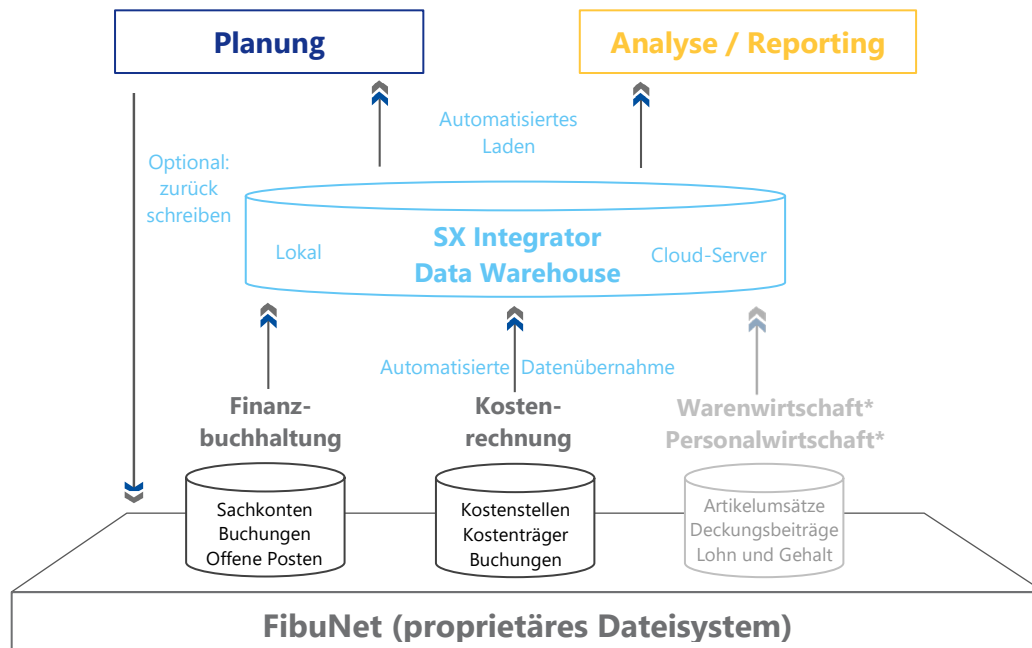 Planung
Analyse / Reporting
Automatisiertes
Laden
Optional:
zurück
schreiben
SX Integrator
Data Warehouse
Lokal
Cloud-Server
Automatisierte Datenübernahme
Finanz-
buchhaltung
Kosten-
rechnung
Warenwirtschaft*
Personalwirtschaft*
Sachkonten
Buchungen
Offene Posten
Kostenstellen
Kostenträger
Buchungen
Artikelumsätze
Deckungsbeiträge
Lohn und Gehalt
FibuNet (proprietäres Dateisystem)